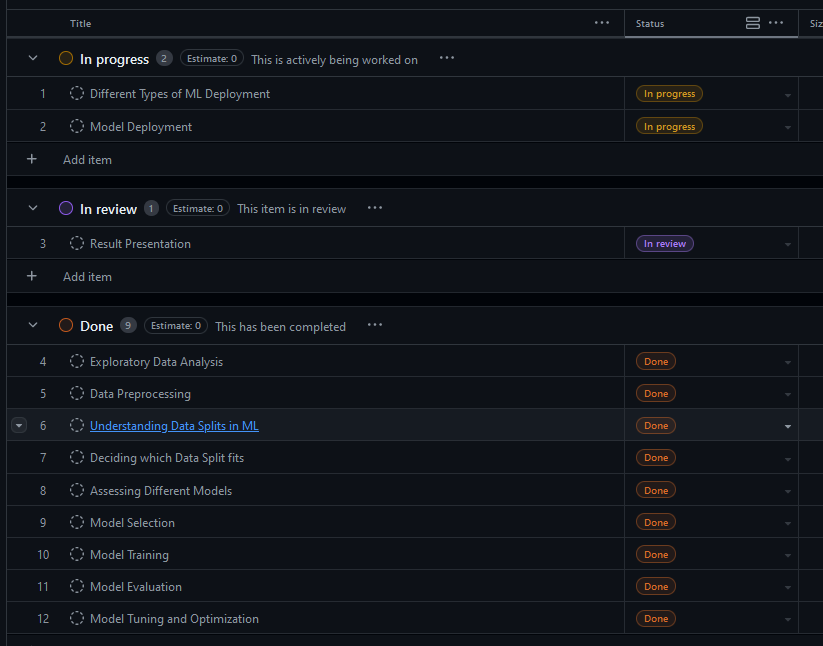 Title ... Status ... Siz
In progress 2 Estimate: 0 This is actively being worked on ...
1 Different Types of ML Deployment In progress
2 Model Deployment In progress
+ Add item
In review 1 Estimate: 0 This item is in review ...
3 Result Presentation In review
+ Add item
Done 9 Estimate: 0 This has been completed ...
4 Exploratory Data Analysis Done
5 Data Preprocessing Done
6 Understanding Data Splits in ML Done
7 Deciding which Data Split fits Done
8 Assessing Different Models Done
9 Model Selection Done
10 Model Training Done
11 Model Evaluation Done
12 Model Tuning and Optimization Done